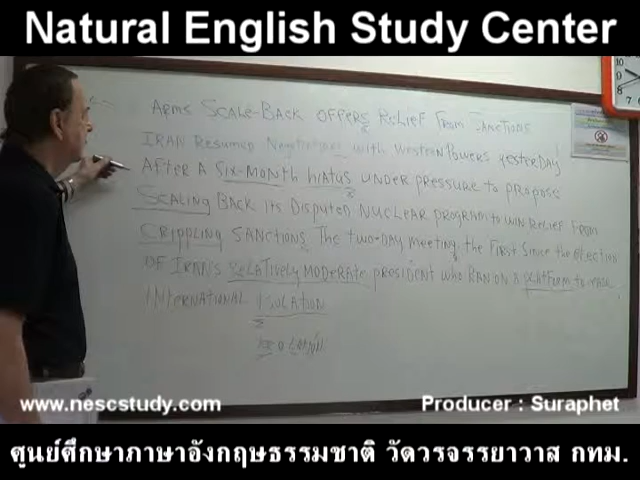 Natural English Study Center
ARMS SCALE-BACK OFFERS RELIEF FROM SANCTIONS
IRAN RESUMED NEGOTIATIONS WITH WESTERN POWERS YESTERDAY
AFTER A SIX-MONTH HIATUS UNDER PRESSURE TO PROPOSE
SCALING BACK ITS DISPUTED NUCLEAR PROGRAM TO WIN RELIEF FROM
CRIPPLING SANCTIONS. THE TWO-DAY MEETING, THE FIRST SINCE THE ELECTION
OF IRAN'S RELATIVELY MODERATE PRESIDENT WHO RAN ON A PLATFORM TO
INTERNATIONAL ISOLATION
www.nescstudy.com
Producer : Suraphet
ศูนย์ศึกษาภาษาอังกฤษธรรมชาติ วัดวรจรรยาวาส กทม.